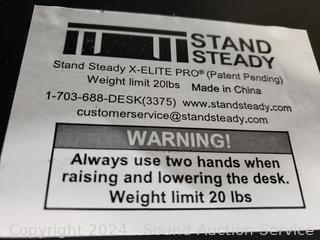 STAND
STEADY
Stand Steady X-ELITE PRO® (Patent Pending)
Weight limit 20lbs Made in China
1-703-688-DESK(3375) www.standsteady.com
customerservice@standsteady.com
WARNING!
Always use two hands when
raising and lowering the desk.
Weight limit 20 lbs
Copyright 2024 - Sound Auction Service